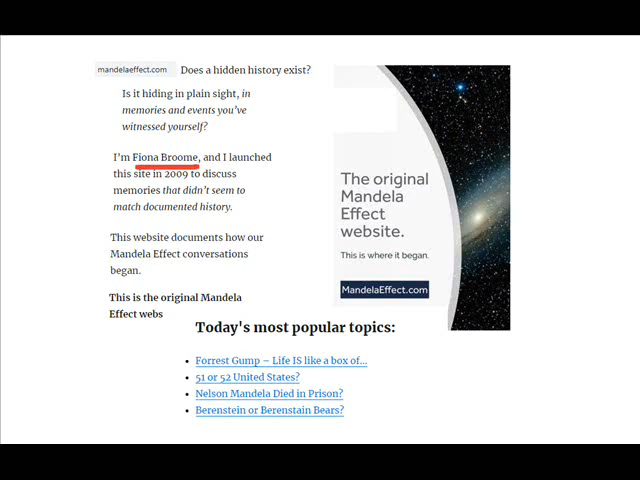 mandelaeffect.com Does a hidden history exist?
Is it hiding in plain sight, in
memories and events you've
witnessed yourself?
I'm Fiona Broome, and I launched
this site in 2009 to discuss
memories that didn't seem to
match documented history.
This website documents how our
Mandela Effect conversations
began.
This is the original Mandela
Effect webs
The original
Mandela
Effect
website.
This is where it began.
MandelaEffect.com
Today's most popular topics:
Forrest Gump – Life IS like a box of...
51 or 52 United States?
Nelson Mandela Died in Prison?
Berenstein or Berenstain Bears?